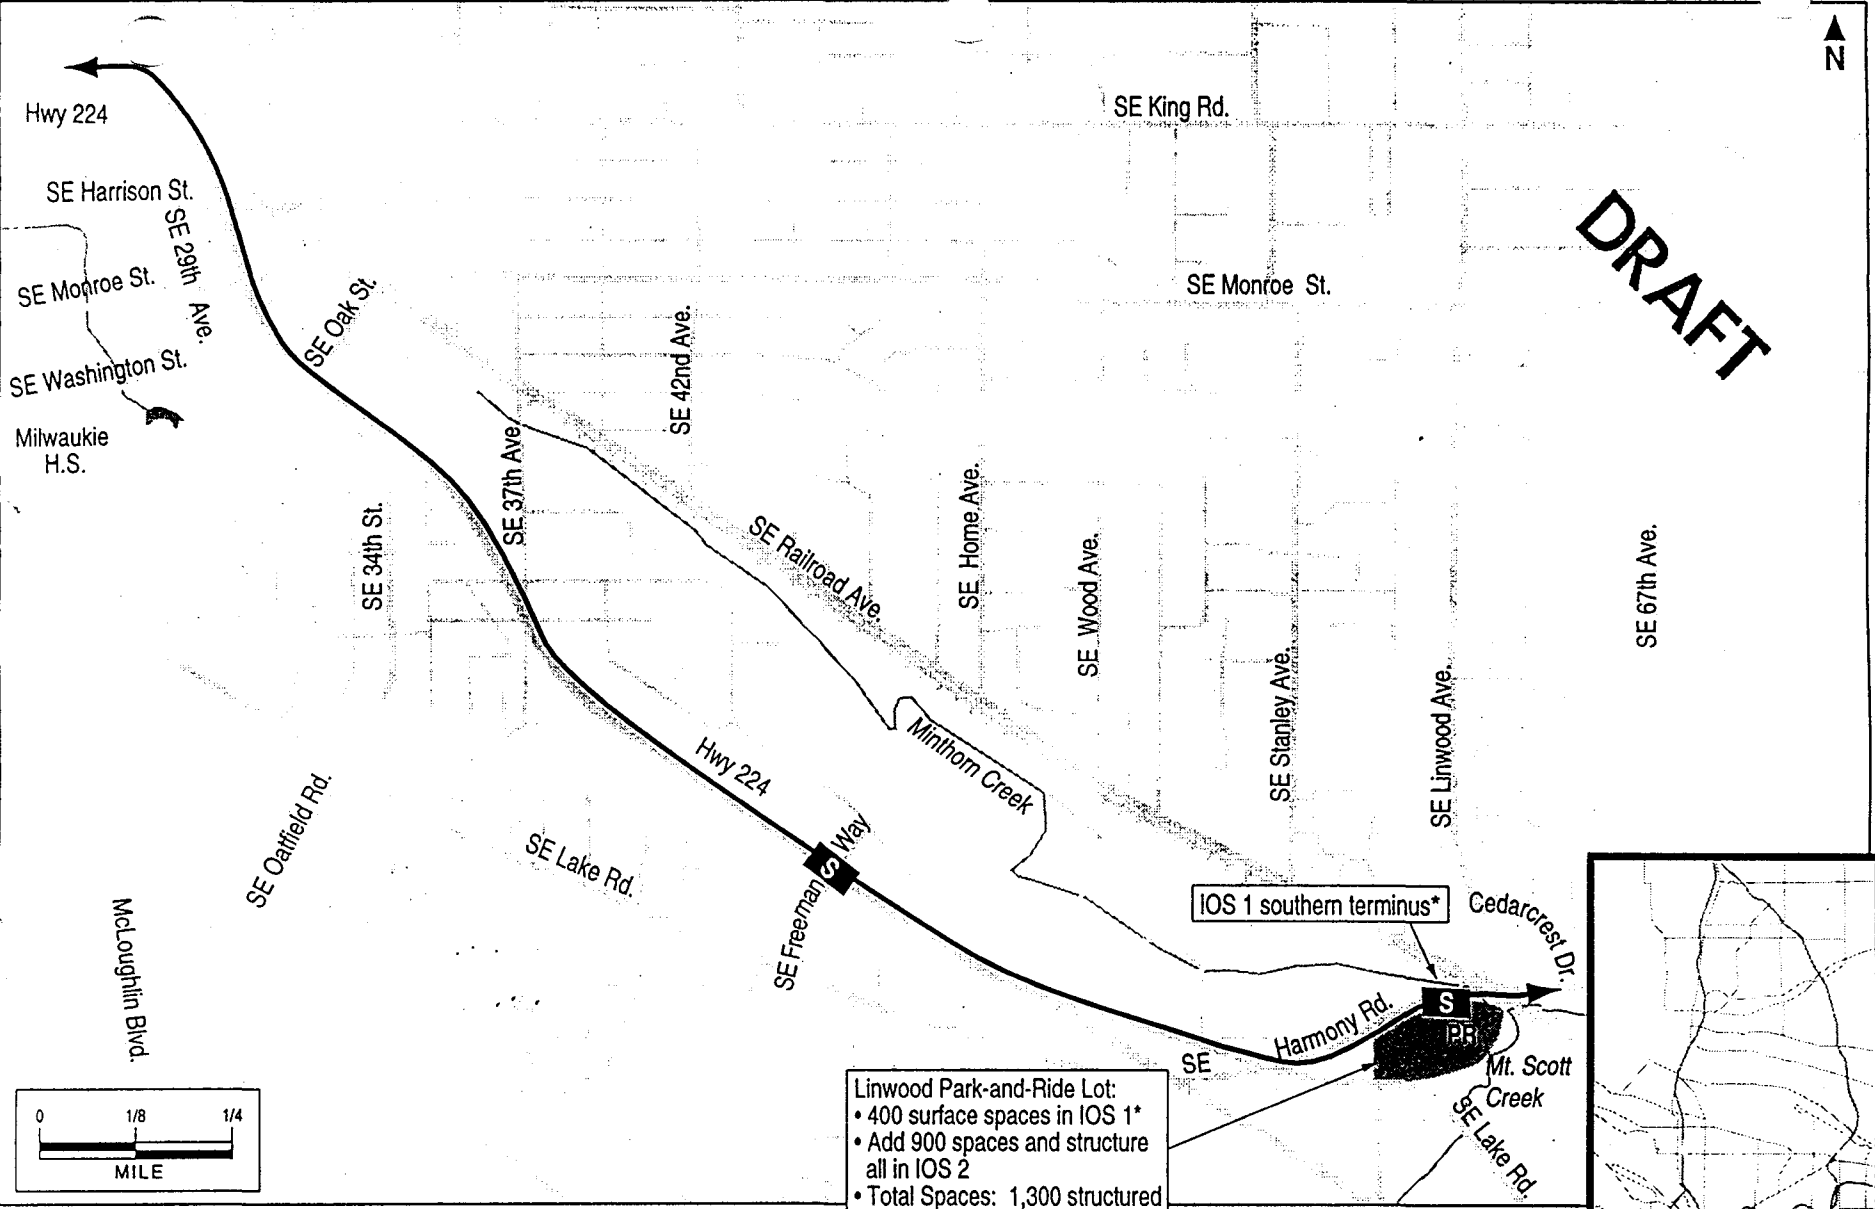 N
Hwy 224
SE King Rd.
SE Harrison St.
SE 29th Ave.
DRAFT
SE Monroe St.
SE Oak St.
SE Monroe St.
SE Washington St.
SE 42nd Ave.
Milwaukie
H.S.
SE 37th Ave.
SE 34th St.
SE Railroad Ave.
SE Home Ave.
SE Wood Ave.
SE 67th Ave.
SE Stanley Ave.
SE Linwood Ave.
Minthorn Creek
Hwy 224
SE Oatfield Rd.
SE Lake Rd.
S
SE Freeman Way
McLoughlin Blvd.
IOS 1 southern terminus*
Cedarcrest Dr.
S
PR
SE Harmony Rd.
Mt. Scott
Creek
SE Lake Rd.
Linwood Park-and-Ride Lot:
• 400 surface spaces in IOS 1*
• Add 900 spaces and structure
all in IOS 2
• Total Spaces: 1,300 structured
0 1/8 1/4
MILE